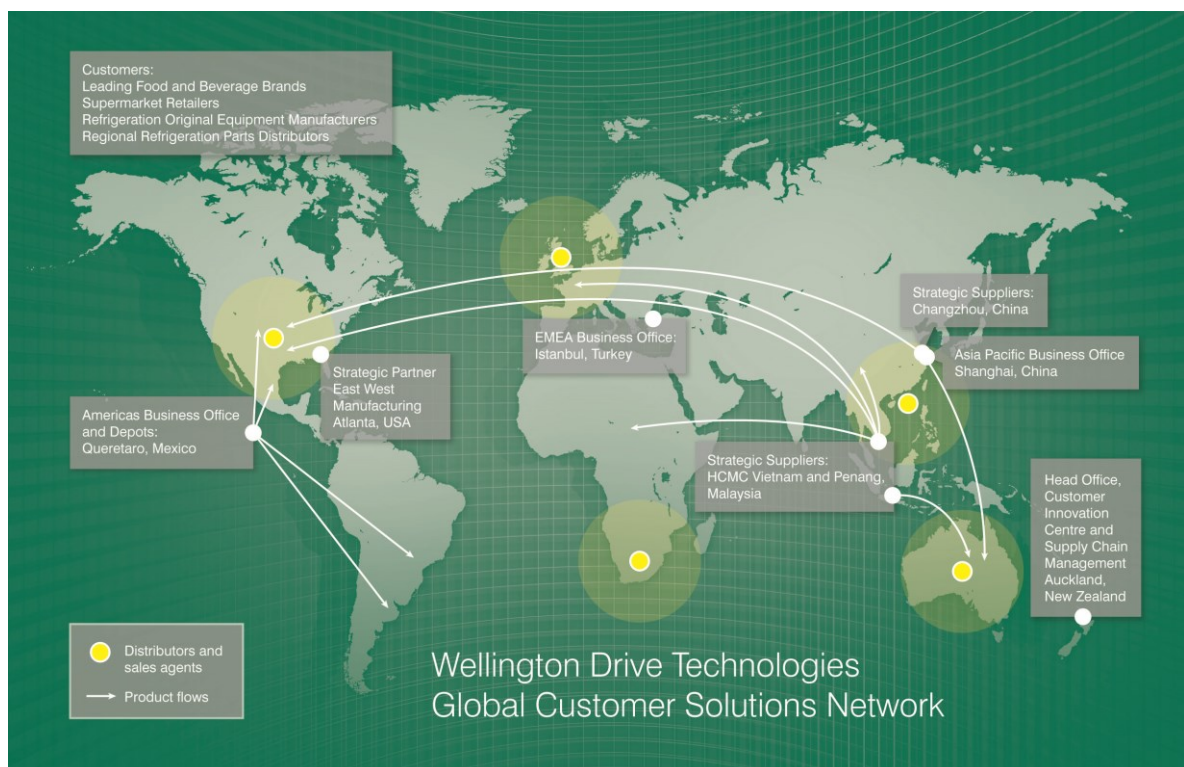 Customers:
Leading Food and Beverage Brands
Supermarket Retailers
Refrigeration Original Equipment Manufacturers
Regional Refrigeration Parts Distributors
Strategic Suppliers:
Changzhou, China
EMEA Business Office:
Istanbul, Turkey
Asia Pacific Business Office
Shanghai, China
Strategic Partner
East West
Manufacturing
Atlanta, USA
Americas Business Office
and Depots:
Queretaro, Mexico
Strategic Suppliers:
HCMC Vietnam and Penang,
Malaysia
Head Office,
Customer
Innovation
Centre and
Supply Chain
Management
Auckland,
New Zealand
Distributors and
sales agents
Product flows
Wellington Drive Technologies
Global Customer Solutions Network